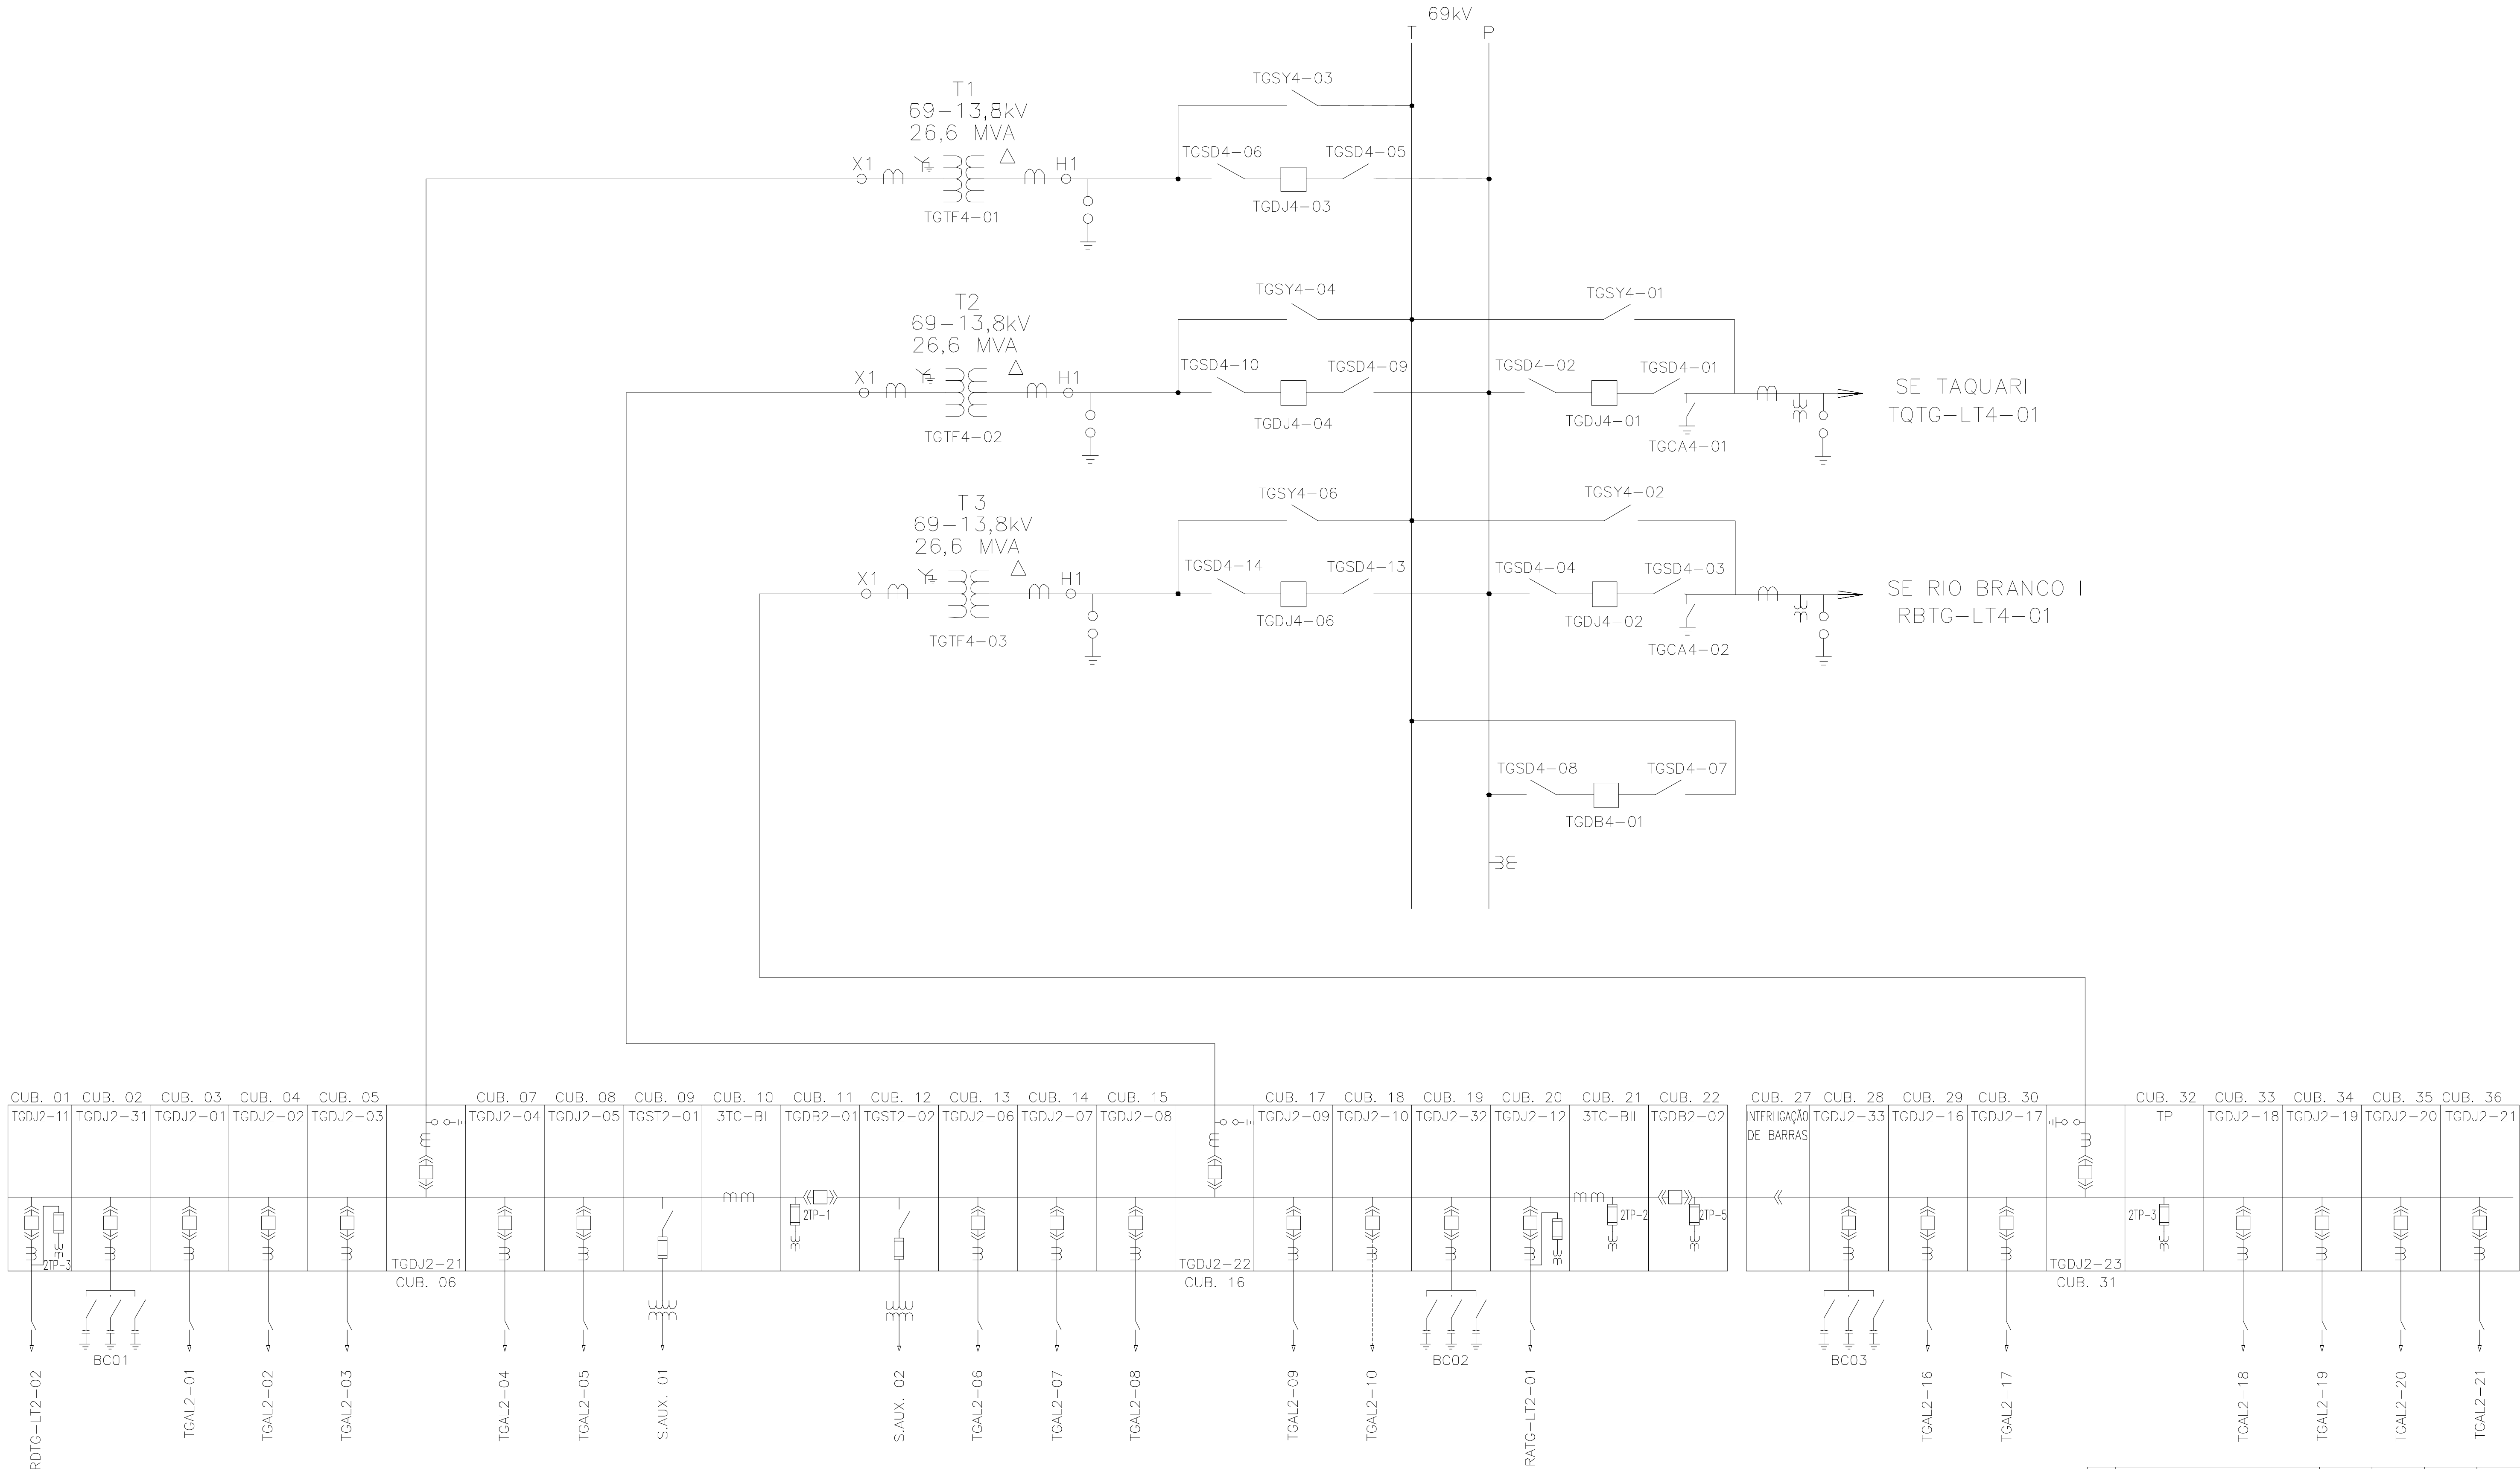 69kV
T P
TGSY4-03
T1
69-13,8kV
26,6 MVA
X1
H1
TGSD4-06
TGSD4-05
TGDJ4-03
TGTF4-01
TGSY4-04
TGSY4-01
T2
69-13,8kV
26,6 MVA
X1
H1
TGSD4-10
TGSD4-09
TGSD4-02
TGSD4-01
SE TAQUARI
TQTG-LT4-01
TGDJ4-04
TGDJ4-01
TGTF4-02
TGCA4-01
TGSY4-06
TGSY4-02
T3
69-13,8kV
26,6 MVA
X1
H1
TGSD4-14
TGSD4-13
TGSD4-04
TGSD4-03
SE RIO BRANCO I
RBTG-LT4-01
TGDJ4-06
TGDJ4-02
TGTF4-03
TGCA4-02
TGSD4-08
TGSD4-07
TGDB4-01
CUB. 01 CUB. 02 CUB. 03 CUB. 04 CUB. 05 CUB. 07 CUB. 08 CUB. 09 CUB. 10 CUB. 11 CUB. 12 CUB. 13 CUB. 14 CUB. 15 CUB. 17 CUB. 18 CUB. 19 CUB. 20 CUB. 21 CUB. 22 CUB. 27 CUB. 28 CUB. 29 CUB. 30 CUB. 32 CUB. 33 CUB. 34 CUB. 35 CUB. 36
TGDJ2-11 TGDJ2-31 TGDJ2-01 TGDJ2-02 TGDJ2-03 TGDJ2-04 TGDJ2-05 TGST2-01 3TC-BI TGDB2-01 TGST2-02 TGDJ2-06 TGDJ2-07 TGDJ2-08 TGDJ2-09 TGDJ2-10 TGDJ2-32 TGDJ2-12 3TC-BII TGDB2-02 INTERLIGAÇÃO TGDJ2-33 TGDJ2-16 TGDJ2-17 TP TGDJ2-18 TGDJ2-19 TGDJ2-20 TGDJ2-21
DE BARRAS
2TP-1 2TP-2 2TP-5 2TP-3
2TP-3 TGDJ2-21 TGDJ2-22 TGDJ2-23
CUB. 06 CUB. 16 CUB. 31
BC01 BC02 BC03
RDTG-LT2-02
TGAL2-01
TGAL2-02
TGAL2-03
TGAL2-04
TGAL2-05
S.AUX. 01
S.AUX. 02
TGAL2-06
TGAL2-07
TGAL2-08
TGAL2-09
TGAL2-10
RATG-LT2-01
TGAL2-16
TGAL2-17
TGAL2-18
TGAL2-19
TGAL2-20
TGAL2-21